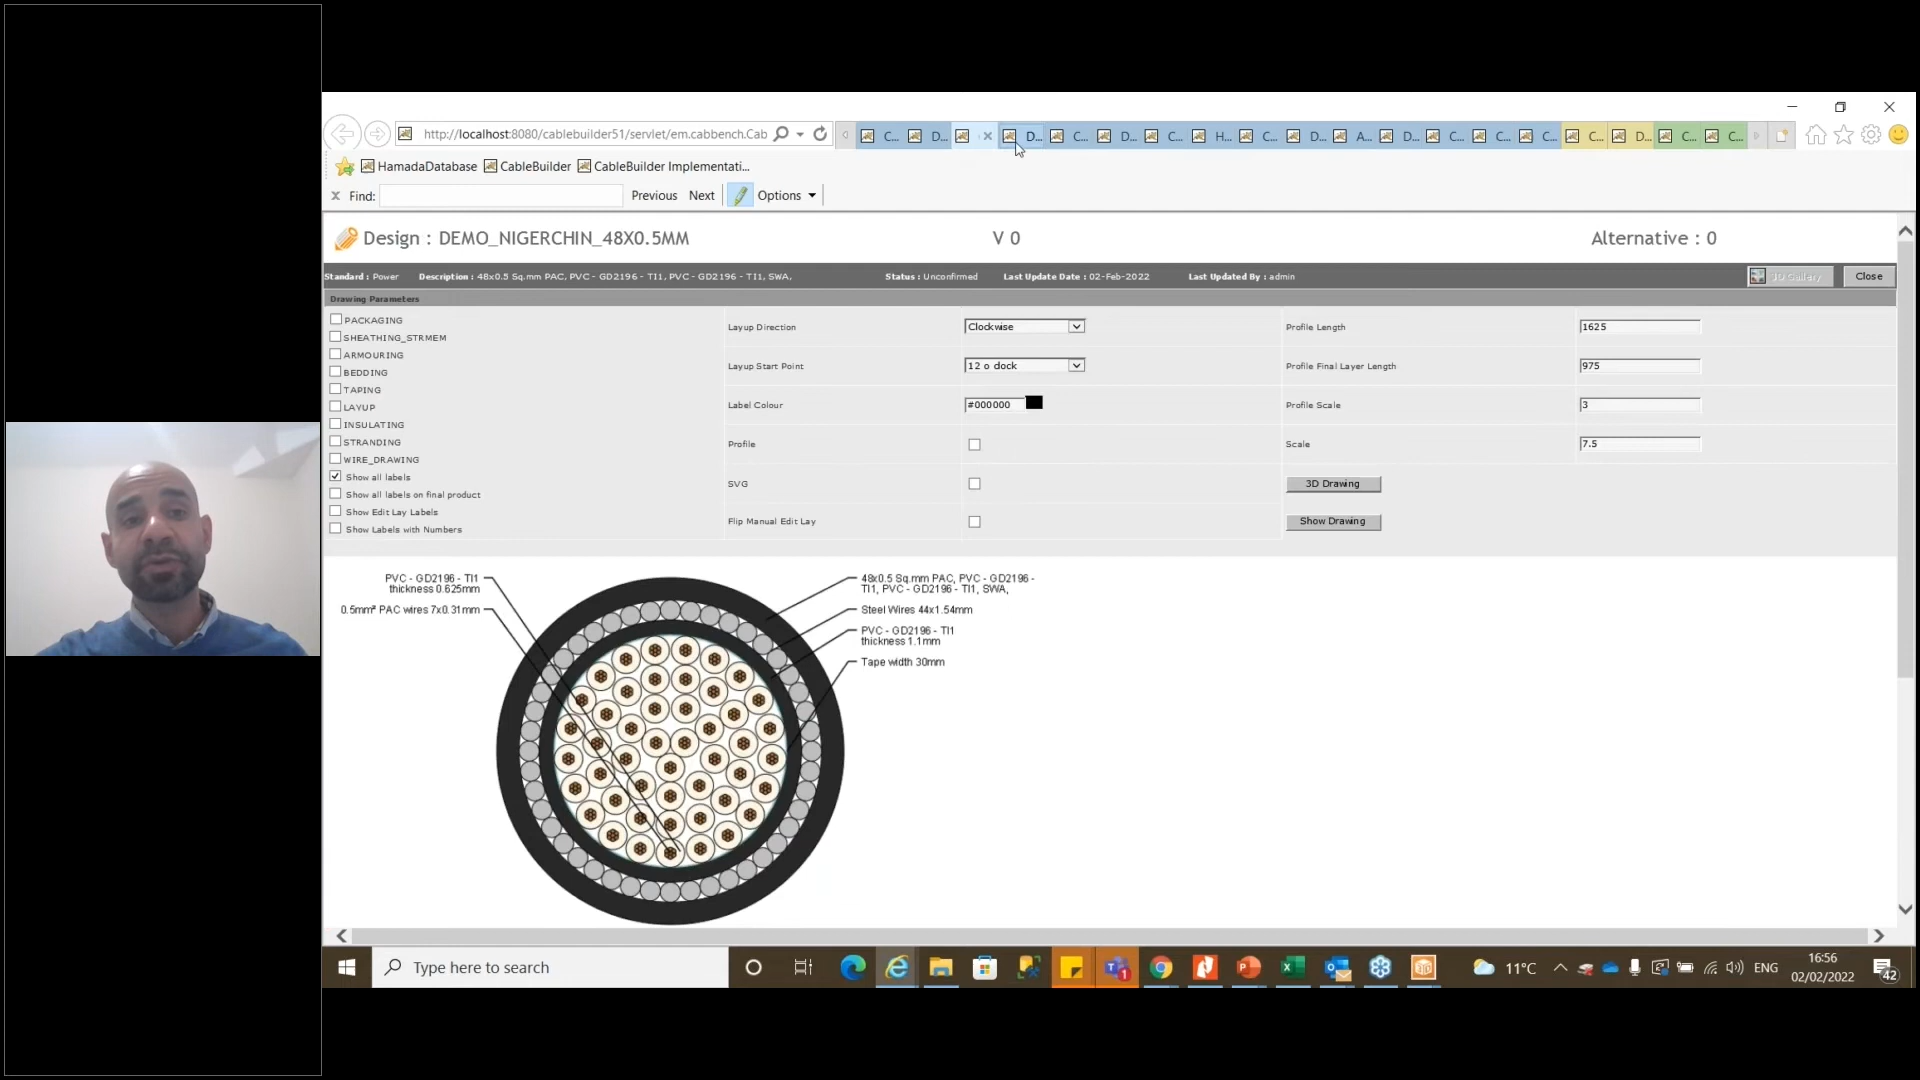 http://localhost:8080/cablebuilder51/servlet/em.cabbench.Cab
C... D... D... C... D... C... H... C... D... A... D... C... C... C... C... D... C... C...
HamadaDatabase CableBuilder CableBuilder Implementati...
x Find: Previous Next Options
Design : DEMO_NIGERCHIN_48X0.5MM V 0 Alternative : 0
Standard : Power Description : 48x0.5 Sq.mm PAC, PVC - GD2196 - TI1, PVC - GD2196 - TI1, SWA, Status : Unconfirmed Last Update Date : 02-Feb-2022 Last Updated By : admin 3D Gallery Close
Drawing Parameters
PACKAGING
SHEATHING_STRMEM
ARMOURING
BEDDING
TAPING
LAYUP
INSULATING
STRANDING
WIRE_DRAWING
Show all labels
Show all labels on final product
Show Edit Lay Labels
Show Labels with Numbers
Layup Direction Clockwise
Layup Start Point 12 o clock
Label Colour #000000
Profile
SVG
Flip Manual Edit Lay
Profile Length 1625
Profile Final Layer Length 975
Profile Scale 3
Scale 7.5
3D Drawing
Show Drawing
PVC - GD2196 - TI1
thickness 0.625mm
0.5mm² PAC wires 7x0.31mm
48x0.5 Sq.mm PAC, PVC - GD2196 -
TI1, PVC - GD2196 - TI1, SWA,
Steel Wires 44x1.54mm
PVC - GD2196 - TI1
thickness 1.1mm
Tape width 30mm
Type here to search
1
11°C
ENG
16:56
02/02/2022
42